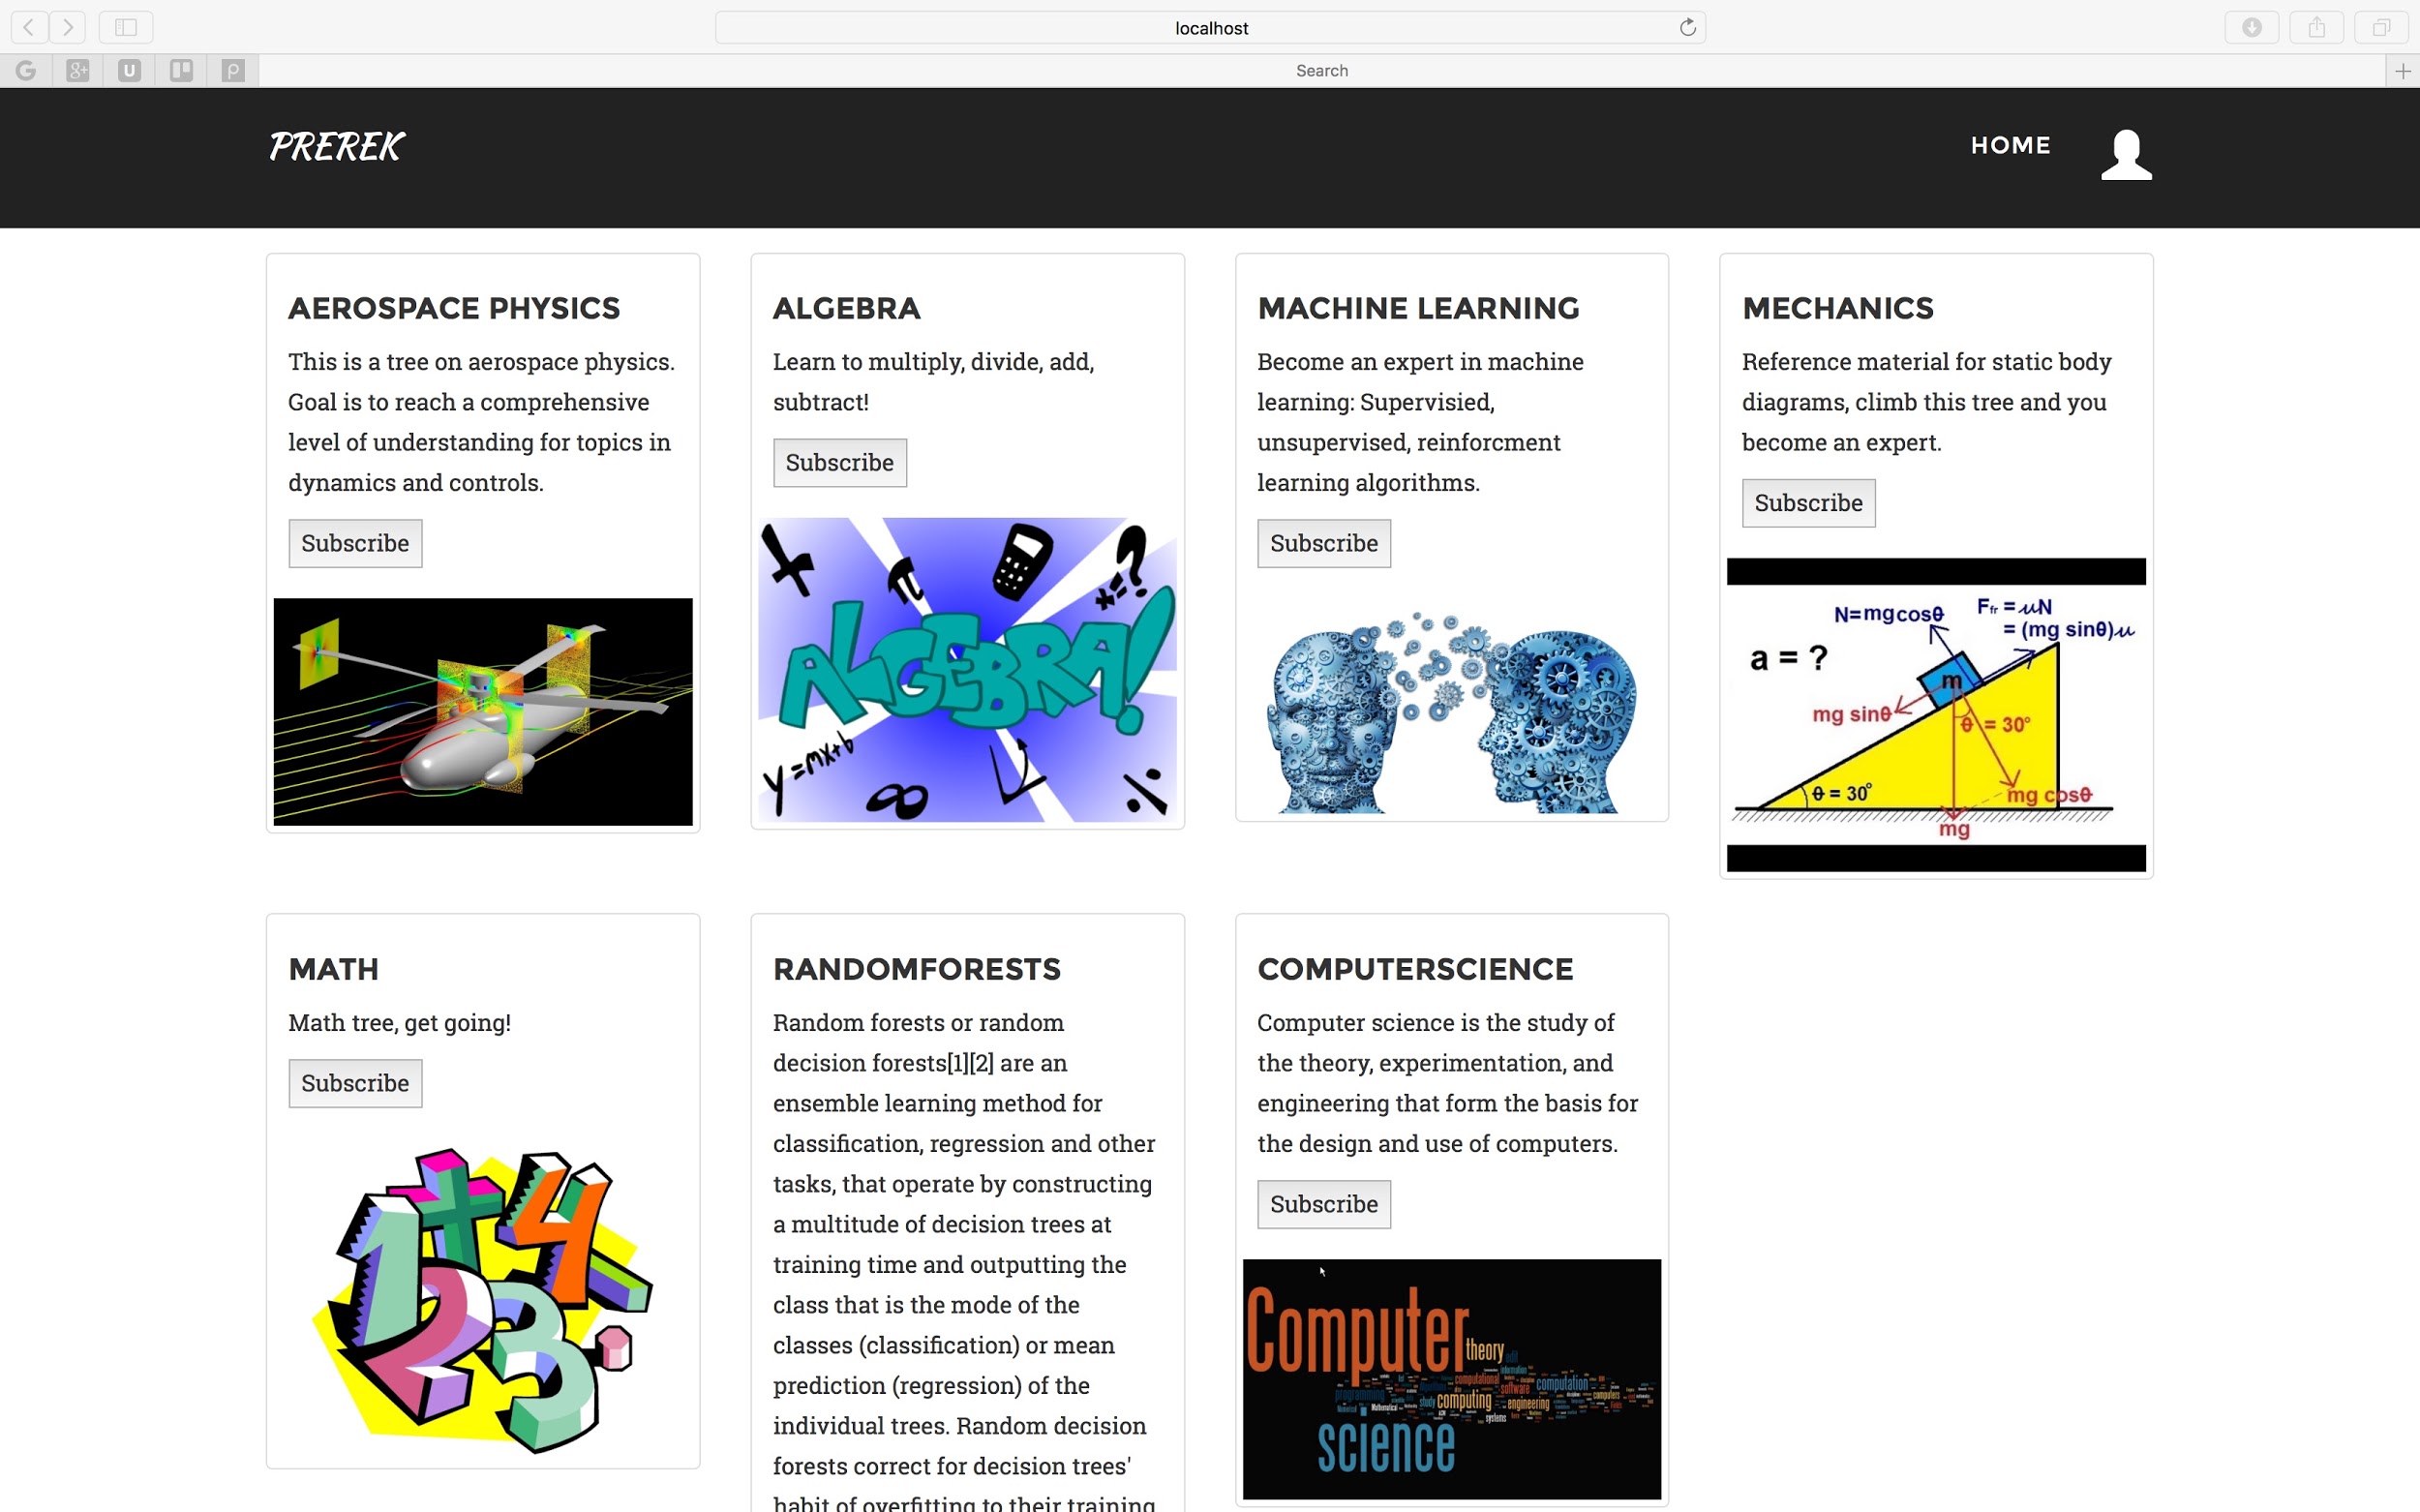 localhost
Search
PREREK
HOME
AEROSPACE PHYSICS
This is a tree on aerospace physics.
Goal is to reach a comprehensive
level of understanding for topics in
dynamics and controls.
Subscribe
ALGEBRA
Learn to multiply, divide, add,
subtract!
Subscribe
π
ALGEBRA!
y=mx+b
∞
÷
MACHINE LEARNING
Become an expert in machine
learning: Supervisied,
unsupervised, reinforcment
learning algorithms.
Subscribe
MECHANICS
Reference material for static body
diagrams, climb this tree and you
become an expert.
Subscribe
N=mgcosθ
Ffr = μN
= (mg sinθ)μ
a = ?
m
mg sinθ
θ = 30°
θ = 30°
mg cosθ
mg
MATH
Math tree, get going!
Subscribe
1 + 4
2 3
RANDOMFORESTS
Random forests or random
decision forests[1][2] are an
ensemble learning method for
classification, regression and other
tasks, that operate by constructing
a multitude of decision trees at
training time and outputting the
class that is the mode of the
classes (classification) or mean
prediction (regression) of the
individual trees. Random decision
forests correct for decision trees'
habit of overfitting to their training
COMPUTERSCIENCE
Computer science is the study of
the theory, experimentation, and
engineering that form the basis for
the design and use of computers.
Subscribe
Computer
theory
computational
software
computation
programming
study
computing
engineering
computers
systems
science